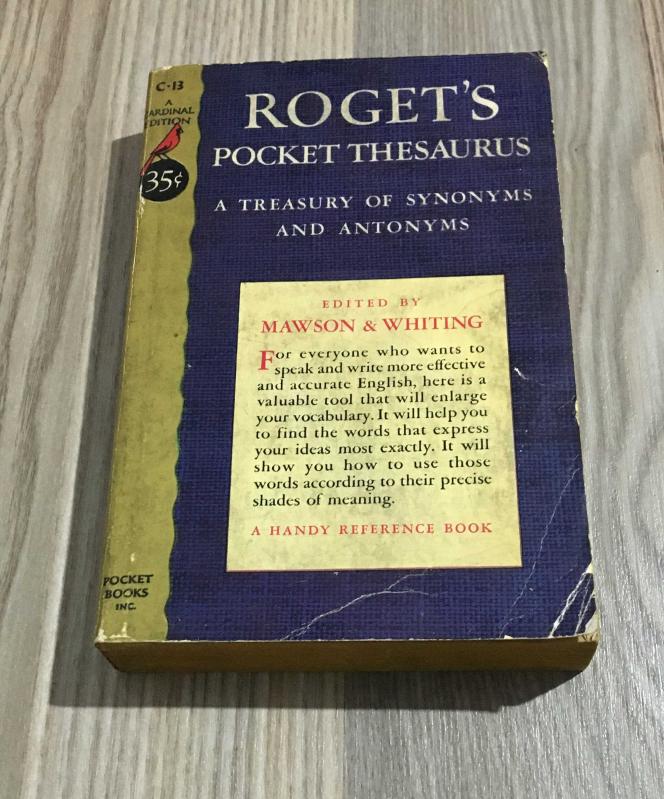 C·13
A
ARDINAL
DITION
35¢
ROGET'S
POCKET THESAURUS
A TREASURY OF SYNONYMS
AND ANTONYMS
EDITED BY
MAWSON & WHITING
For everyone who wants to
speak and write more effective
and accurate English, here is a
valuable tool that will enlarge
your vocabulary. It will help you
to find the words that express
your ideas most exactly. It will
show you how to use those
words according to their precise
shades of meaning.
A HANDY REFERENCE BOOK
POCKET
BOOKS
INC.